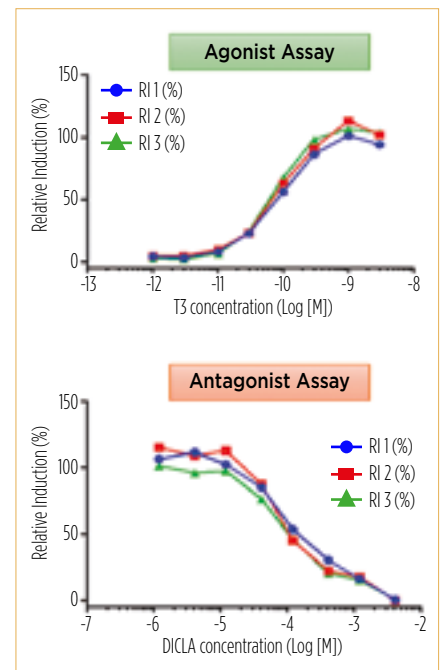 Agonist Assay
Relative Induction (%)
150
100
50
0
RI 1 (%)
RI 2 (%)
RI 3 (%)
-13 -12 -11 -10 -9 -8
T3 concentration (Log [M])
Antagonist Assay
Relative Induction (%)
150
100
50
0
RI 1 (%)
RI 2 (%)
RI 3 (%)
-7 -6 -5 -4 -3 -2
DICLA concentration (Log [M])